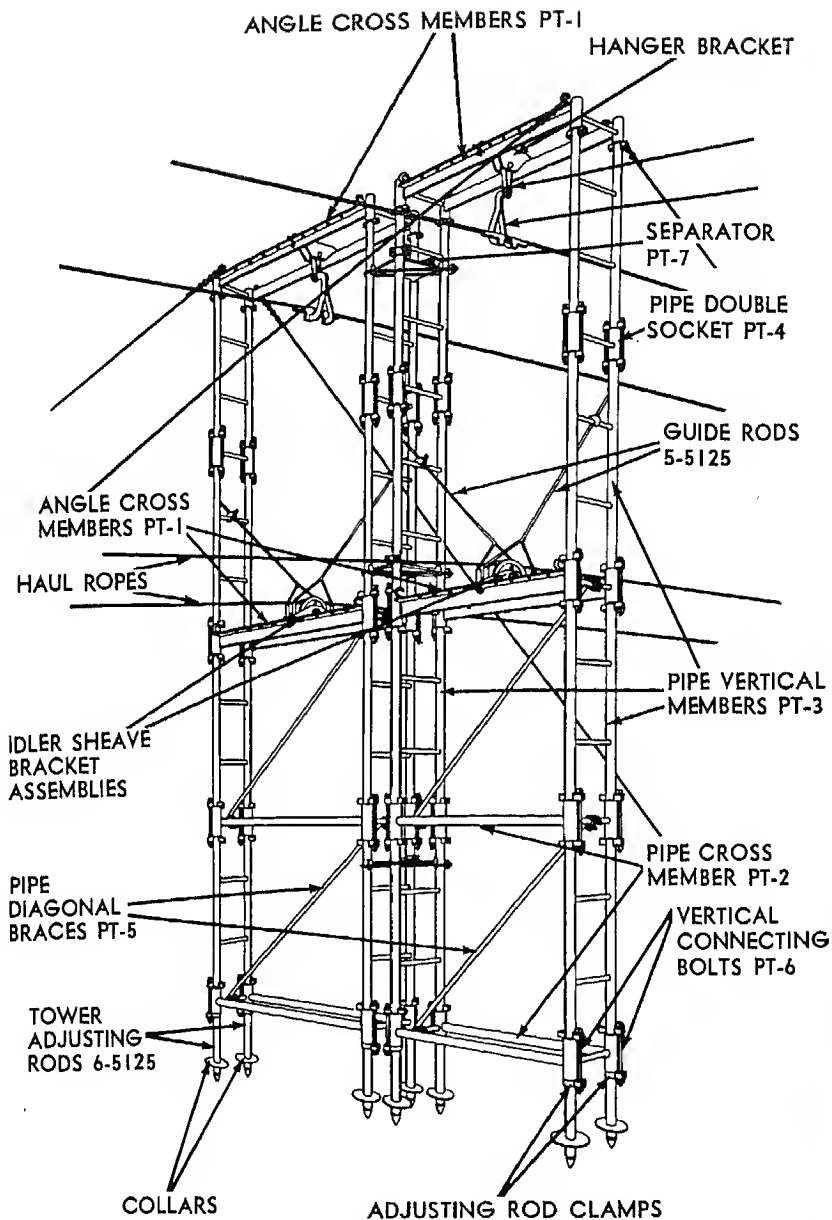 ANGLE CROSS MEMBERS PT-1
HANGER BRACKET
SEPARATOR
PT-7
PIPE DOUBLE
SOCKET PT-4
GUIDE RODS
5-5125
ANGLE CROSS
MEMBERS PT-1
HAUL ROPES
PIPE VERTICAL
MEMBERS PT-3
IDLER SHEAVE
BRACKET
ASSEMBLIES
PIPE CROSS
MEMBER PT-2
PIPE
DIAGONAL
BRACES PT-5
VERTICAL
CONNECTING
BOLTS PT-6
TOWER
ADJUSTING
RODS 6-5125
COLLARS
ADJUSTING ROD CLAMPS